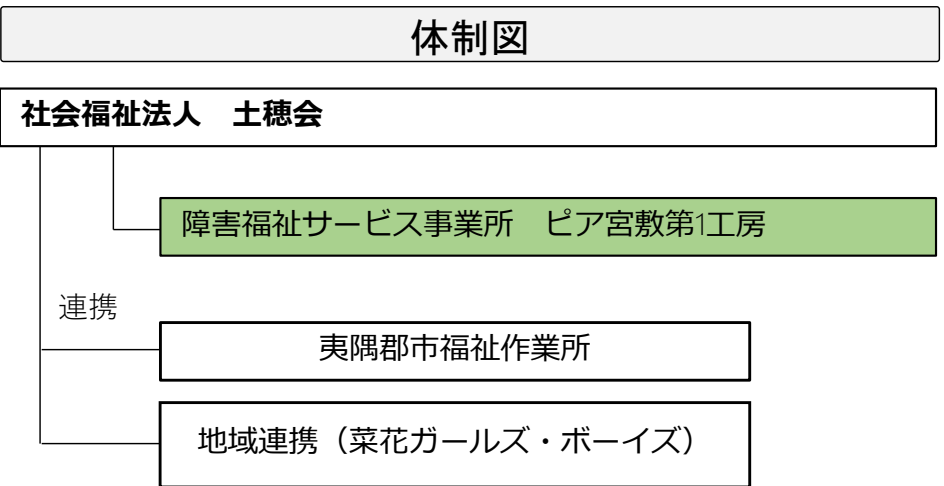 体制図
社会福祉法人　土穂会
障害福祉サービス事業所　ピア宮敷第1工房
連携
夷隅郡市福祉作業所
地域連携（菜花ガールズ・ボーイズ）